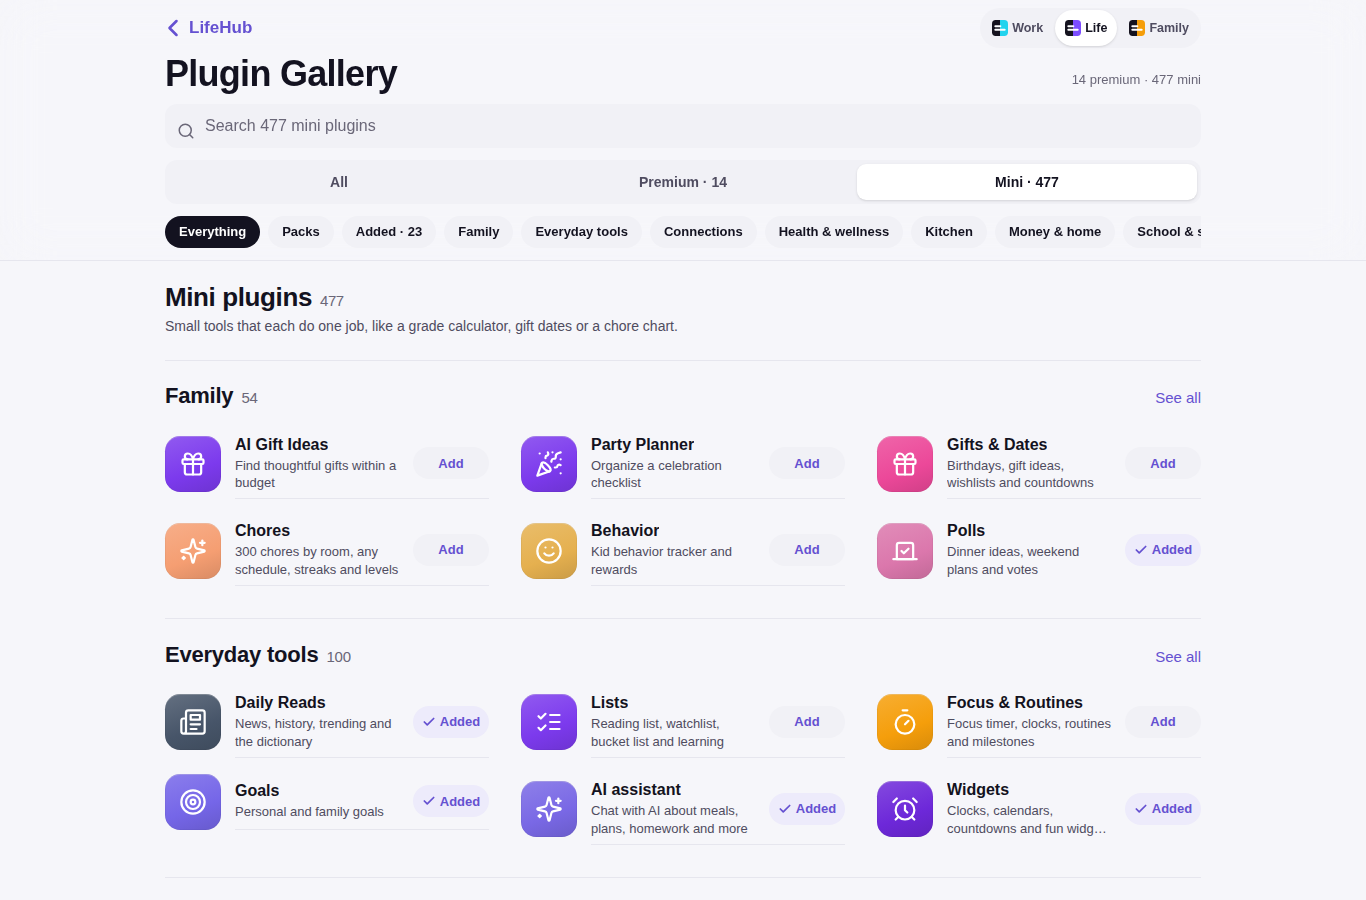 LifeHub
Work
Life
Family
Plugin Gallery
14 premium · 477 mini
Search 477 mini plugins
All
Premium · 14
Mini · 477
Everything
Packs
Added · 23
Family
Everyday tools
Connections
Health & wellness
Kitchen
Money & home
School & s
Mini plugins 477
Small tools that each do one job, like a grade calculator, gift dates or a chore chart.
Family 54
See all
AI Gift Ideas
Find thoughtful gifts within a
budget
Add
Party Planner
Organize a celebration
checklist
Add
Gifts & Dates
Birthdays, gift ideas,
wishlists and countdowns
Add
Chores
300 chores by room, any
schedule, streaks and levels
Add
Behavior
Kid behavior tracker and
rewards
Add
Polls
Dinner ideas, weekend
plans and votes
Added
Everyday tools 100
See all
Daily Reads
News, history, trending and
the dictionary
Added
Lists
Reading list, watchlist,
bucket list and learning
Add
Focus & Routines
Focus timer, clocks, routines
and milestones
Add
Goals
Personal and family goals
Added
AI assistant
Chat with AI about meals,
plans, homework and more
Added
Widgets
Clocks, calendars,
countdowns and fun widg…
Added